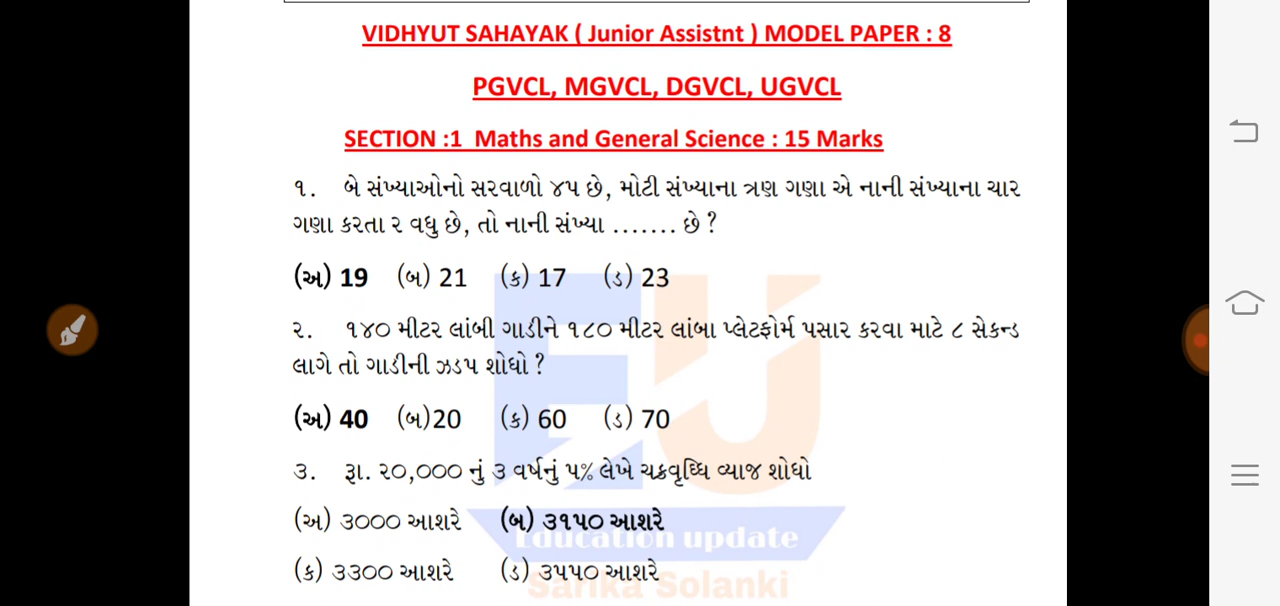 VIDHYUT SAHAYAK ( Junior Assistnt ) MODEL PAPER : 8
PGVCL, MGVCL, DGVCL, UGVCL
SECTION :1 Maths and General Science : 15 Marks
૧. બે સંખ્યાઓનો સરવાળો ૪૫ છે, મોટી સંખ્યાના ત્રણ ગણા એ નાની સંખ્યાના ચાર
ગણા કરતા ૨ વધુ છે, તો નાની સંખ્યા ....... છે ?
(અ) 19 (બ) 21 (ક) 17 (ડ) 23
૨. ૧૪૦ મીટર લાંબી ગાડીને ૧૮૦ મીટર લાંબા પ્લેટફોર્મ પસાર કરવા માટે ૮ સેકન્ડ
લાગે તો ગાડીની ઝડપ શોધો ?
(અ) 40 (બ)20 (ક) 60 (ડ) 70
૩. રૂા. ૨૦,૦૦૦ નું ૩ વર્ષનું ૫% લેખે ચક્રવૃધ્ધિ વ્યાજ શોધો
(અ) ૩૦૦૦ આશરે (બ) ૩૧૫૦ આશરે
Education update
(ક) ૩૩૦૦ આશરે (ડ) ૩૫૫૦ આશરે
Sarika Solanki